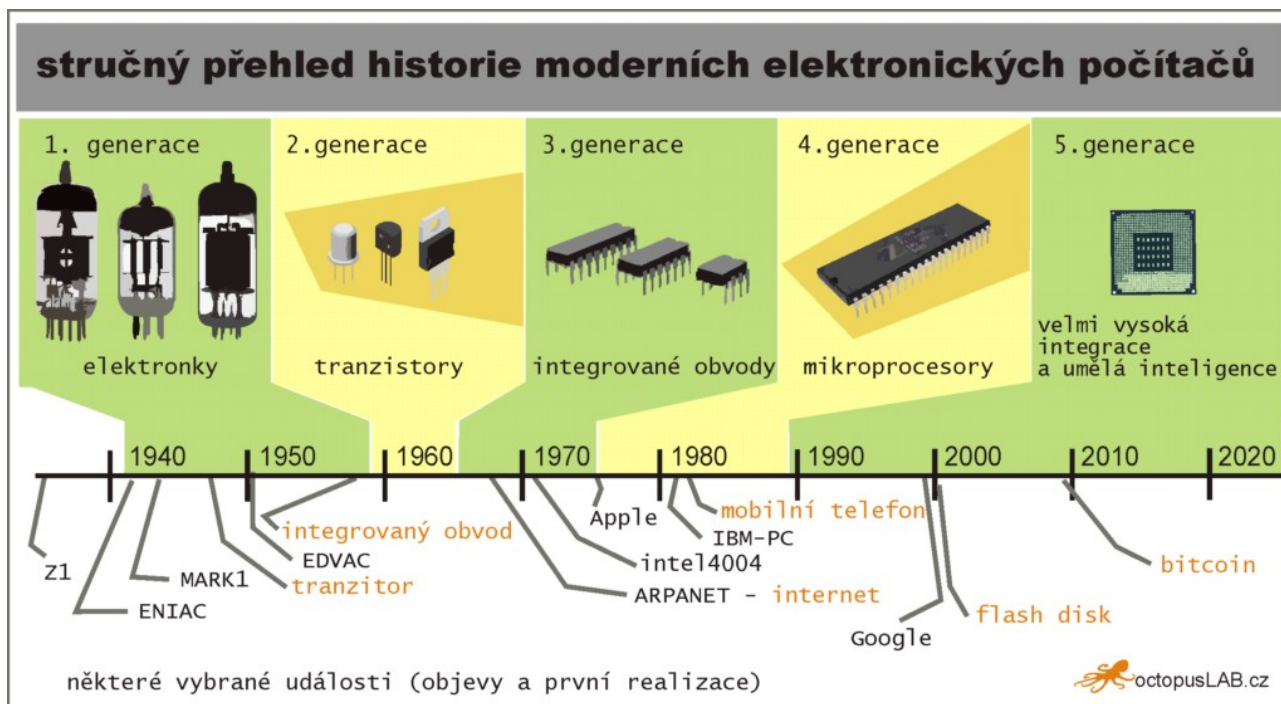 stručný přehled historie moderních elektronických počítačů
1. generace
2.generace
3.generace
4.generace
5.generace
elektronky
tranzistory
integrované obvody
mikroprocesory
velmi vysoká
integrace
a umělá inteligence
1940
1950
1960
1970
1980
1990
2000
2010
2020
Z1
ENIAC
MARK1
tranzitor
EDVAC
integrovaný obvod
ARPANET - internet
intel4004
Apple
IBM-PC
mobilní telefon
Google
flash disk
bitcoin
některé vybrané události (objevy a první realizace)
octopusLAB.cz